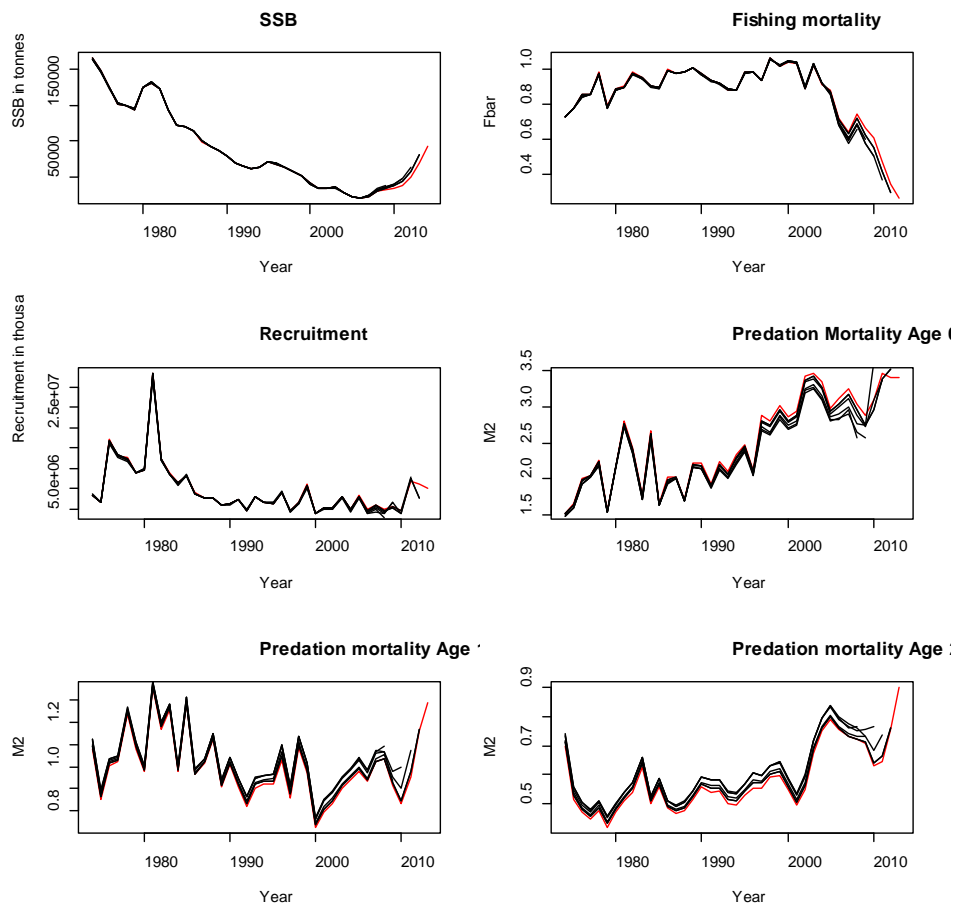 SSB
SSB in tonnes
150000
50000
1980
1990
2000
2010
Year
Fishing mortality
Fbar
1.0
0.8
0.6
0.4
1980
1990
2000
2010
Year
Recruitment
Recruitment in thousa
2.5e+07
5.0e+06
1980
1990
2000
2010
Year
Predation Mortality Age
M2
3.5
3.0
2.5
2.0
1.5
1980
1990
2000
2010
Year
Predation mortality Age
M2
1.2
1.0
0.8
1980
1990
2000
2010
Year
Predation mortality Age
M2
0.9
0.7
0.5
1980
1990
2000
2010
Year